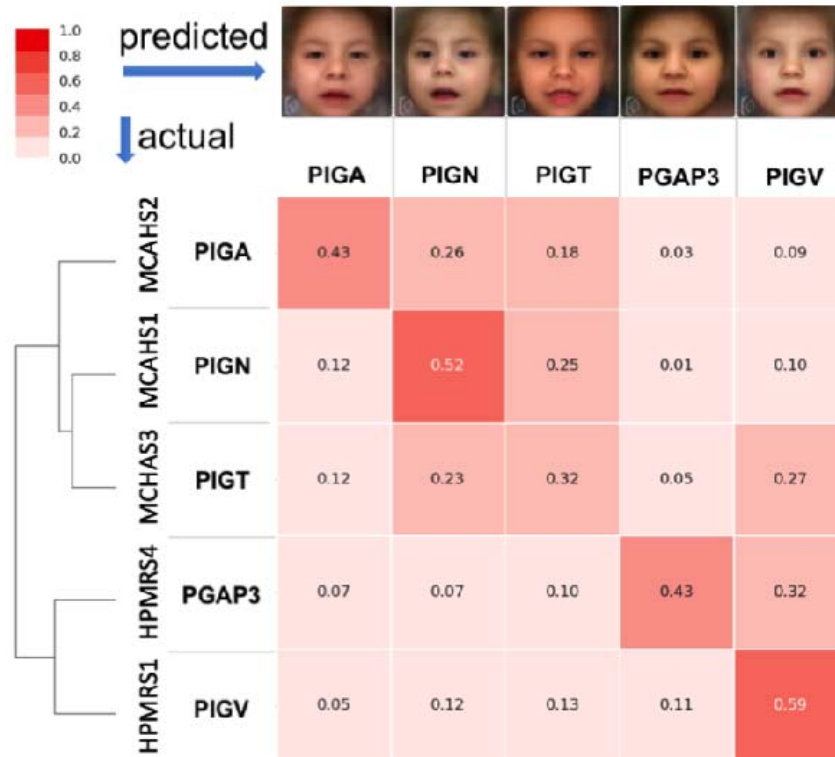 1.0
0.8
0.6
0.4
0.2
0.0
predicted
actual
PIGA PIGN PIGT PGAP3 PIGV
MCAHS2 PIGA 0.43 0.26 0.18 0.03 0.09
MCAHS1 PIGN 0.12 0.52 0.25 0.01 0.10
MCHAS3 PIGT 0.12 0.23 0.32 0.05 0.27
HPMRS4 PGAP3 0.07 0.07 0.10 0.43 0.32
HPMRS1 PIGV 0.05 0.12 0.13 0.11 0.59